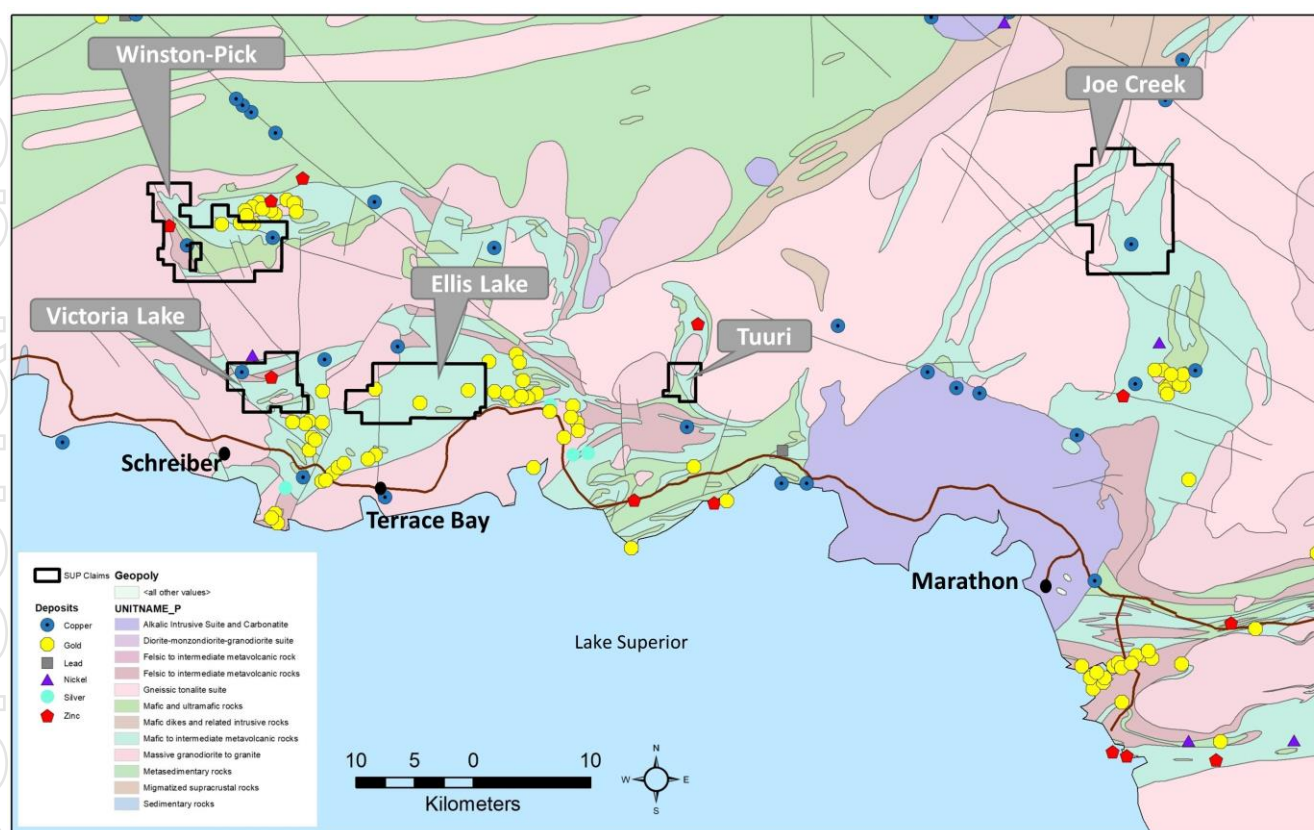 Winston-Pick
Joe Creek
Ellis Lake
Victoria Lake
Tuuri
Schreiber
Terrace Bay
Marathon
Lake Superior
SUP Claims
Geopoly
<all other values>
Deposits
UNITNAME_P
Copper
Gold
Lead
Nickel
Silver
Zinc
Alkalic Intrusive Suite and Carbonatite
Diorite-monzondiorite-granodiorite suite
Felsic to intermediate metavolcanic rock
Felsic to intermediate metavolcanic rocks
Gneissic tonalite suite
Mafic and ultramafic rocks
Mafic dikes and related intrusive rocks
Mafic to intermediate metavolcanic rocks
Massive granodiorite to granite
Metasedimentary rocks
Migmatized supracrustal rocks
Sedimentary rocks
10 5 0 10
Kilometers
N
W E
S